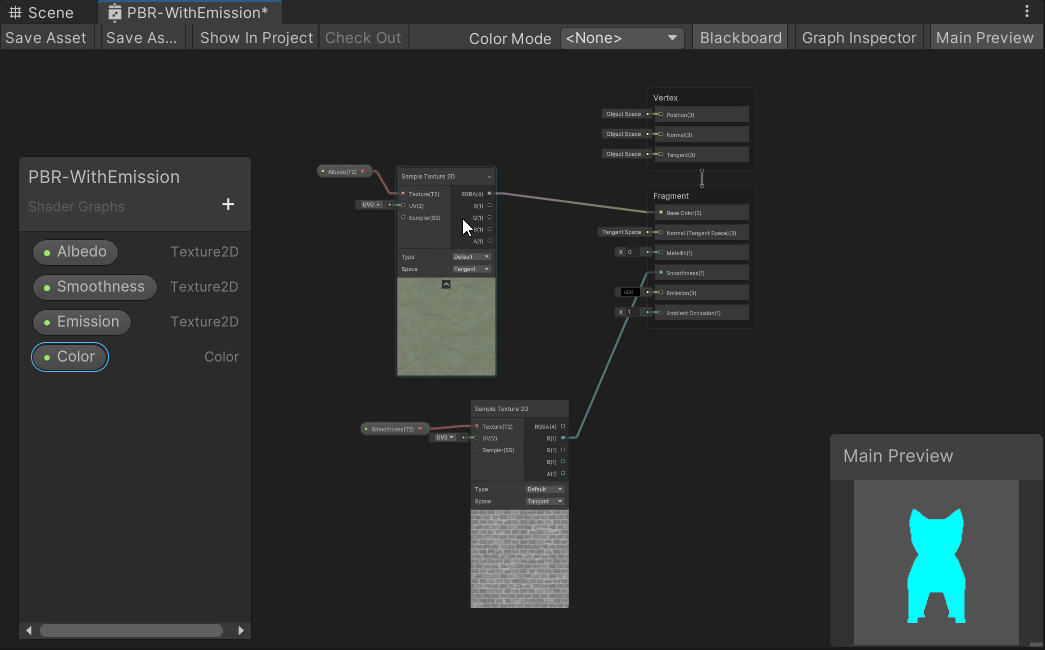 Scene
PBR-WithEmission*
Save Asset
Save As...
Show In Project
Check Out
Color Mode
<None>
Blackboard
Graph Inspector
Main Preview
PBR-WithEmission
Shader Graphs
+
Albedo Texture2D
Smoothness Texture2D
Emission Texture2D
Color Color
Albedo(T2)
Sample Texture 2D
Texture(T2) RGBA(4)
UV0 UV(2) R(1)
Sampler(SS) G(1)
B(1)
A(1)
Type Default
Space Tangent
Smoothness(T2)
Sample Texture 2D
Texture(T2) RGBA(4)
UV0 UV(2) R(1)
Sampler(SS) G(1)
B(1)
A(1)
Type Default
Space Tangent
Vertex
Object Space Position(3)
Object Space Normal(3)
Object Space Tangent(3)
Fragment
Base Color(3)
Tangent Space Normal (Tangent Space)(3)
X 0 Metallic(1)
Smoothness(1)
HDR Emission(3)
X 1 Ambient Occlusion(1)
Main Preview